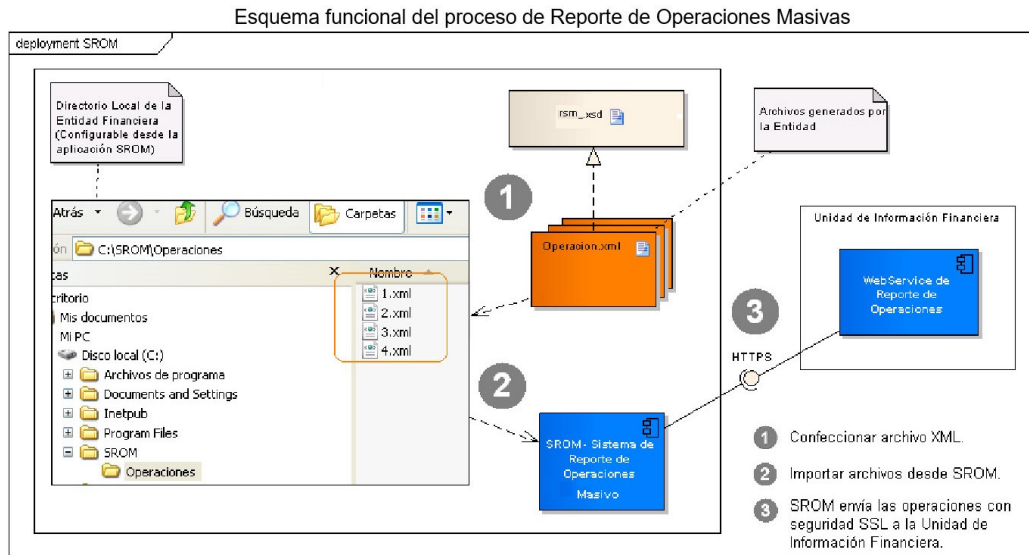 Esquema funcional del proceso de Reporte de Operaciones Masivas
deployment SROM
Directorio Local de la
Entidad Financiera
(Configurable desde la
aplicación SROM)
rsm_.xsd
Archivos generados por
la Entidad
1
Atrás
Búsqueda
Carpetas
ón
C:\SROM\Operaciones
tas
X
Nombre
critorio
Mis documentos
Mi PC
Disco local (C:)
Archivos de programa
Documents and Settings
Inetpub
Program Files
SROM
Operaciones
1.xml
2.xml
3.xml
4.xml
Operacion.xml
Unidad de Información Financiera
WebService de
Reporte de
Operaciones
3
HTTPS
2
SROM- Sistema de
Reporte de
Operaciones
Masivo
1 Confeccionar archivo XML.
2 Importar archivos desde SROM.
3 SROM envía las operaciones con
seguridad SSL a la Unidad de
Información Financiera.